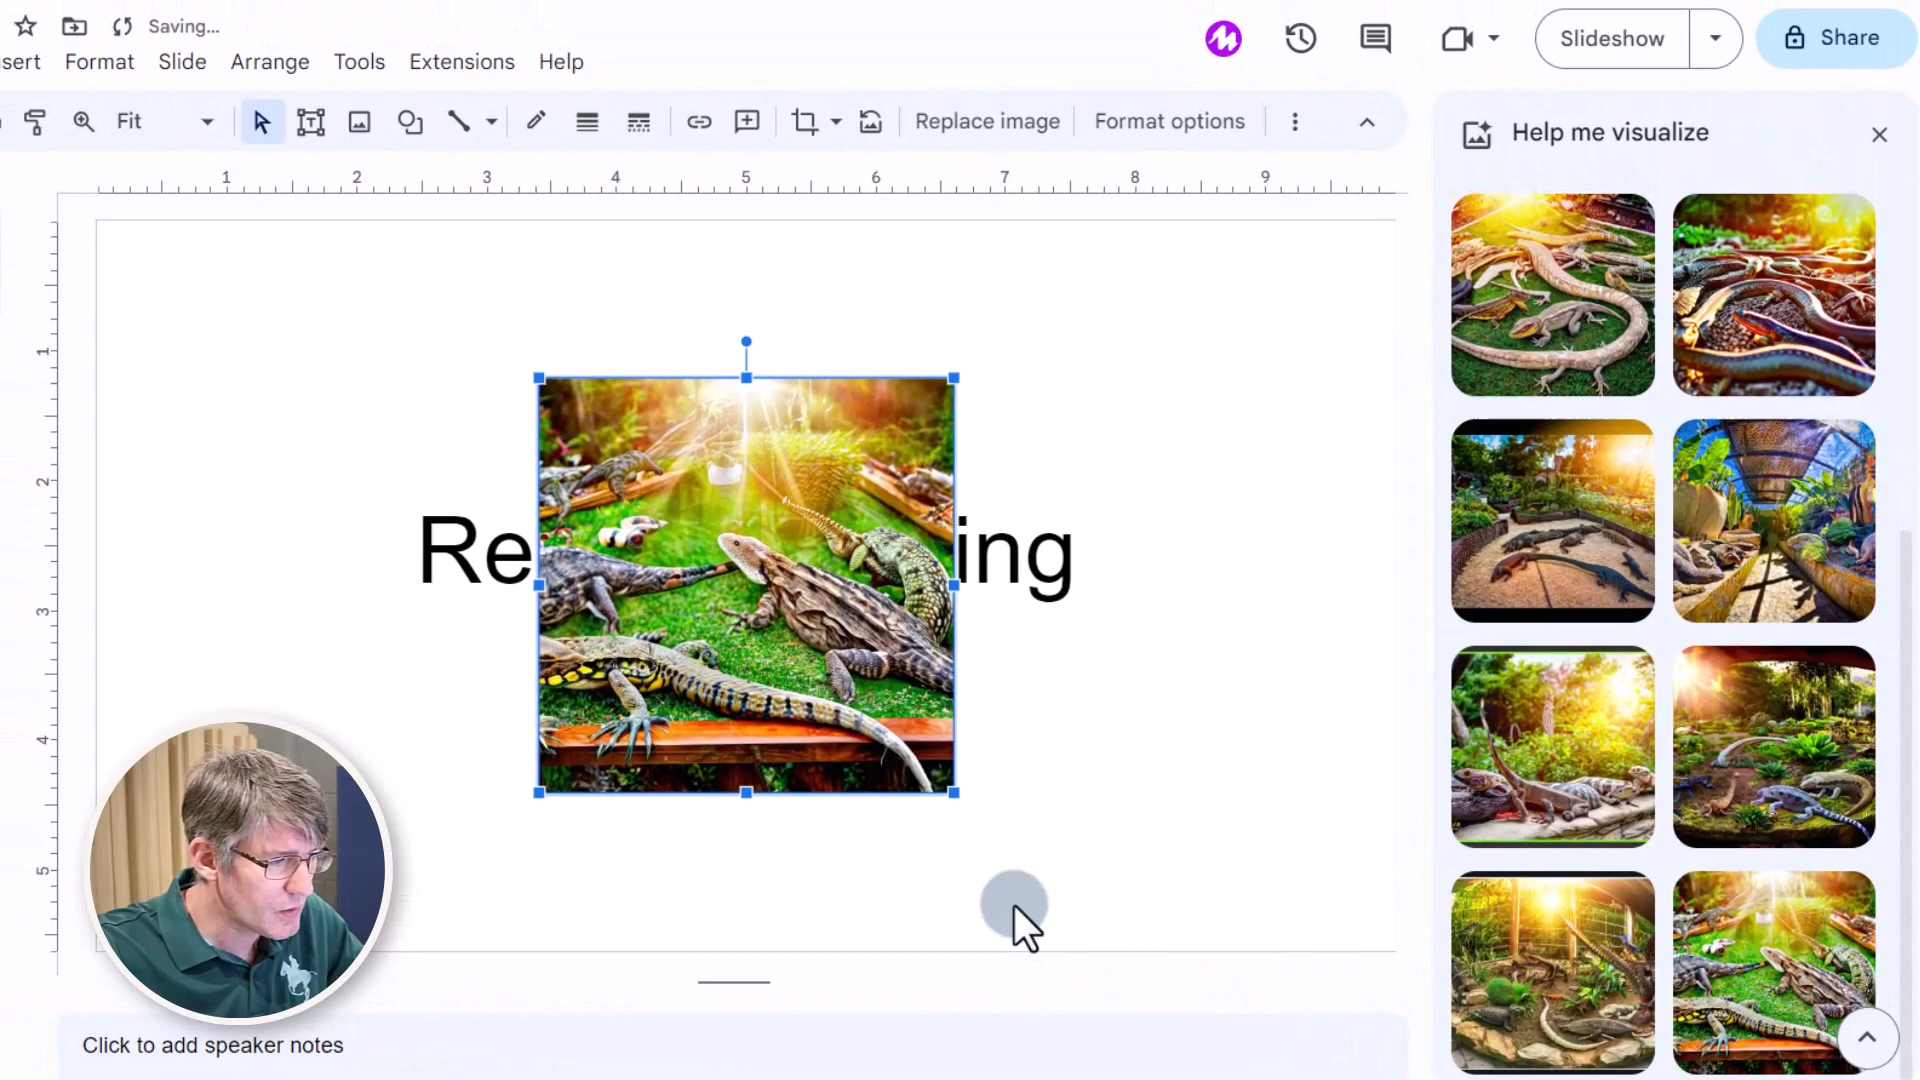 Saving...
sert Format Slide Arrange Tools Extensions Help
Slideshow
Share
Fit
Replace image
Format options
Help me visualize
1 2 3 4 5 6 7 8 9
1
2
3
4
5
Re
ing
Click to add speaker notes